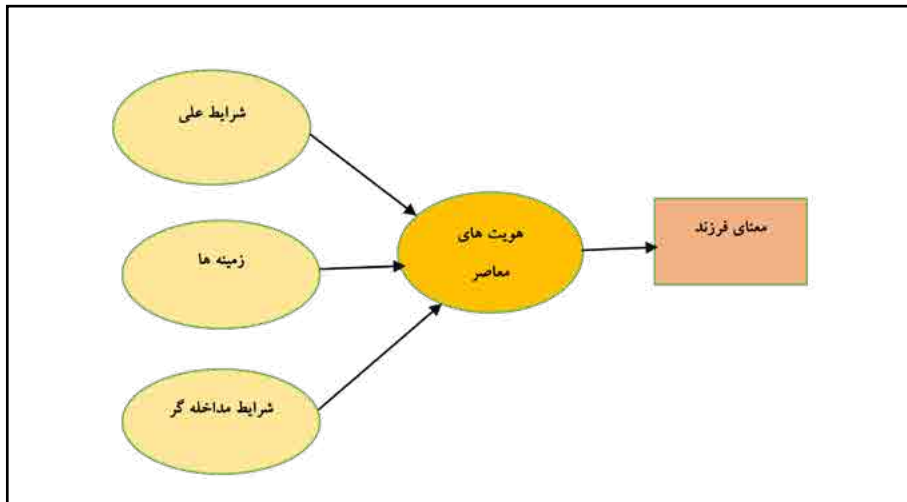 شرایط علی
زمینه ها
شرایط مداخله گر
هویت های
معاصر
معنای فرزند